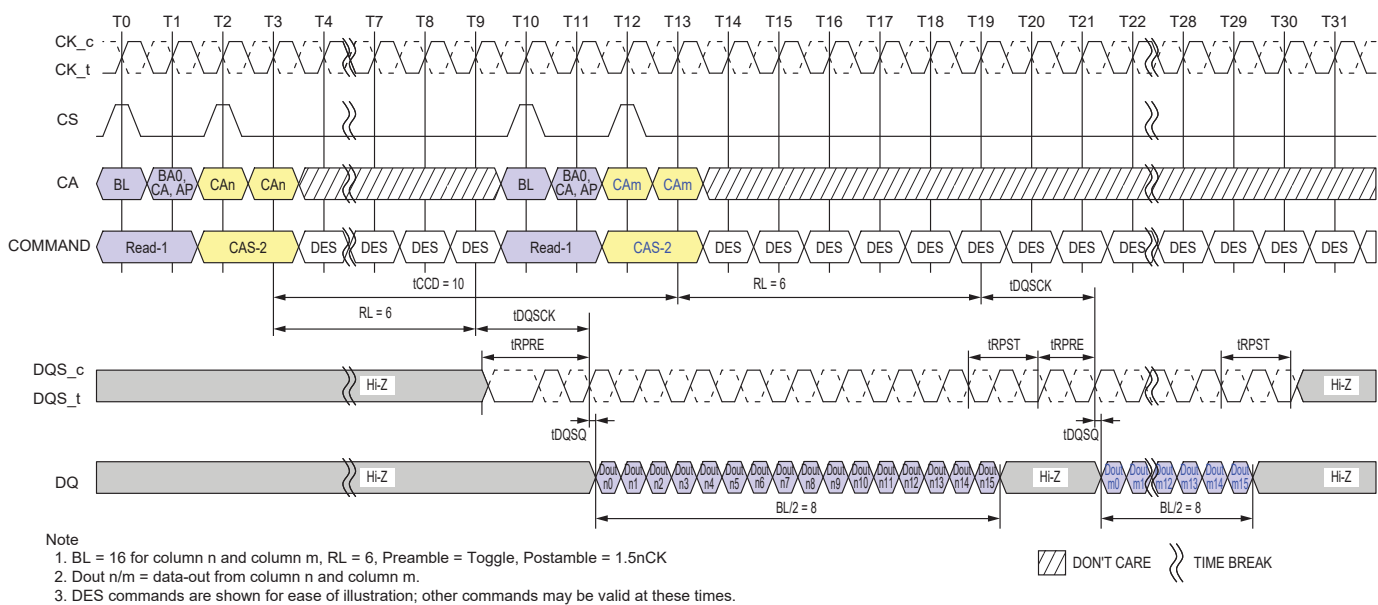 T0 T1 T2 T3 T4 T7 T8 T9 T10 T11 T12 T13 T14 T15 T16 T17 T18 T19 T20 T21 T22 T28 T29 T30 T31
CK_c
CK_t
CS
CA BL BA0, CA, AP CAn CAn BL BA0, CA, AP CAm CAm
COMMAND Read-1 CAS-2 DES DES DES DES Read-1 CAS-2 DES DES DES DES DES DES DES DES DES DES DES DES DES
tCCD = 10 RL = 6 tDQSCK
RL = 6 tDQSCK
tRPRE tRPST tRPRE tRPST
DQS_c
DQS_t
Hi-Z Hi-Z
tDQSQ tDQSQ
DQ Hi-Z Dout n0 Dout n1 Dout n2 Dout n3 Dout n4 Dout n5 Dout n6 Dout n7 Dout n8 Dout n9 Dout n10 Dout n11 Dout n12 Dout n13 Dout n14 Dout n15 Hi-Z Dout m0 Dout m1 Dout m12 Dout m13 Dout m14 Dout m15 Hi-Z
BL/2 = 8 BL/2 = 8
Note
1. BL = 16 for column n and column m, RL = 6, Preamble = Toggle, Postamble = 1.5nCK
2. Dout n/m = data-out from column n and column m.
3. DES commands are shown for ease of illustration; other commands may be valid at these times.
DON'T CARE TIME BREAK